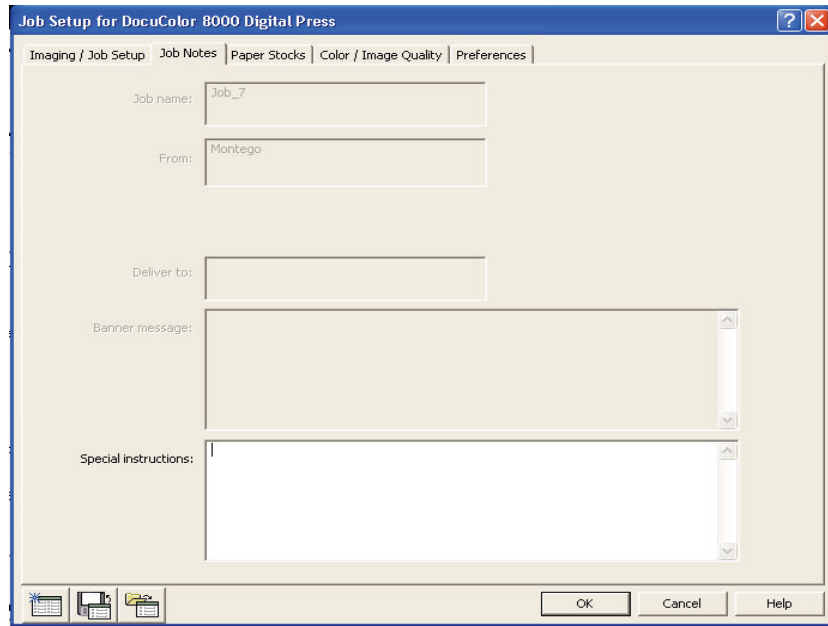 Job Setup for DocuColor 8000 Digital Press
Imaging / Job Setup Job Notes Paper Stocks Color / Image Quality Preferences
Job name: Job_7
From: Montego
Deliver to:
Banner message:
Special instructions:
OK Cancel Help